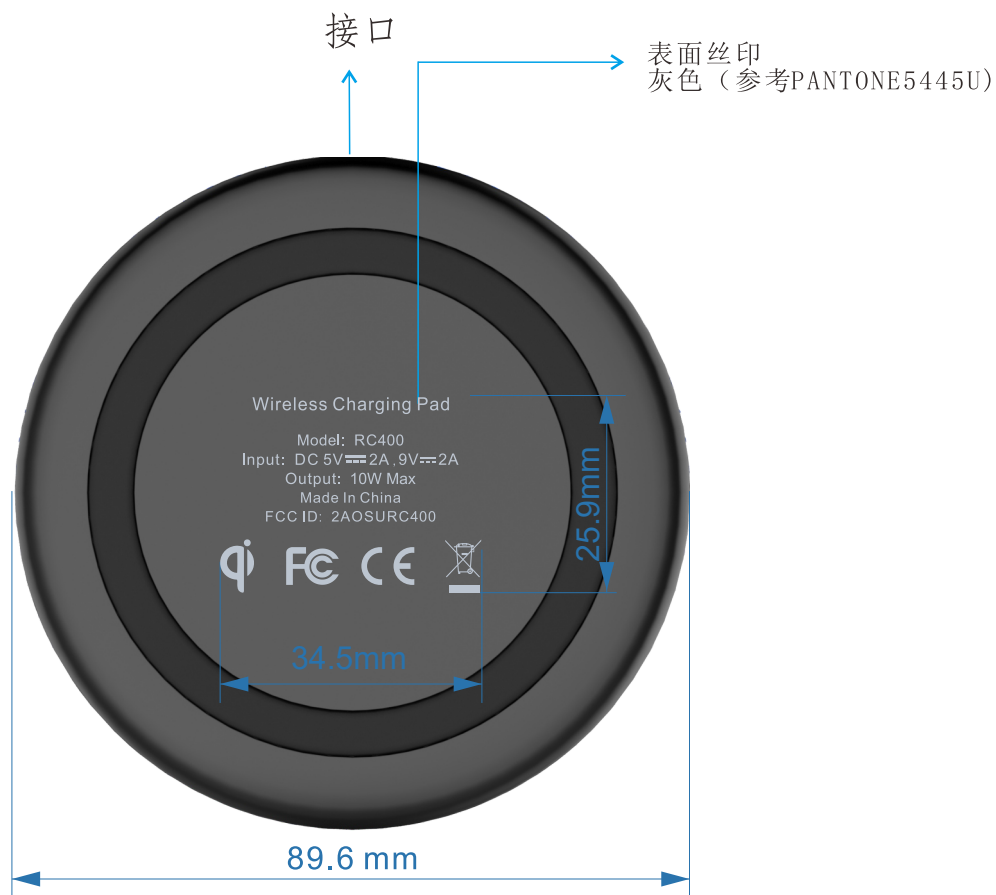 接口
表面丝印
灰色（参考PANTONE5445U)
Wireless Charging Pad
Model: RC400
Input: DC 5V⎓2A,9V⎓2A
Output: 10W Max
Made In China
FCC ID: 2AOSURC400
qi FC CE
25.9mm
34.5mm
89.6 mm